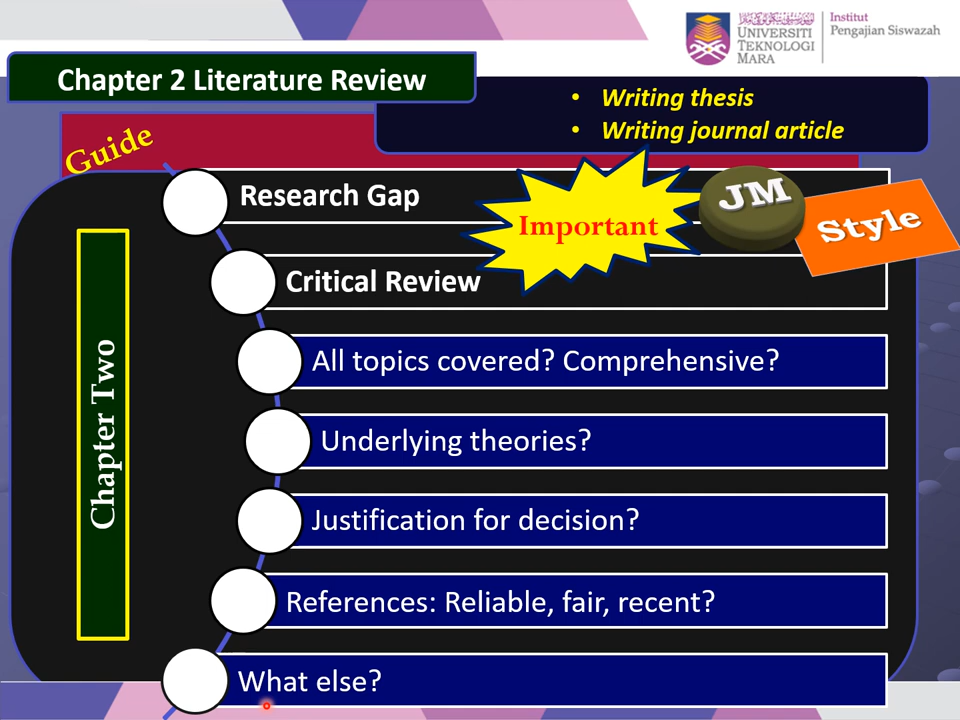 UNIVERSITI
TEKNOLOGI
MARA
Institut
Pengajian Siswazah
Chapter 2 Literature Review
• Writing thesis
• Writing journal article
Guide
Research Gap
Important
JM
Style
Critical Review
All topics covered? Comprehensive?
Underlying theories?
Justification for decision?
References: Reliable, fair, recent?
What else?
Chapter Two